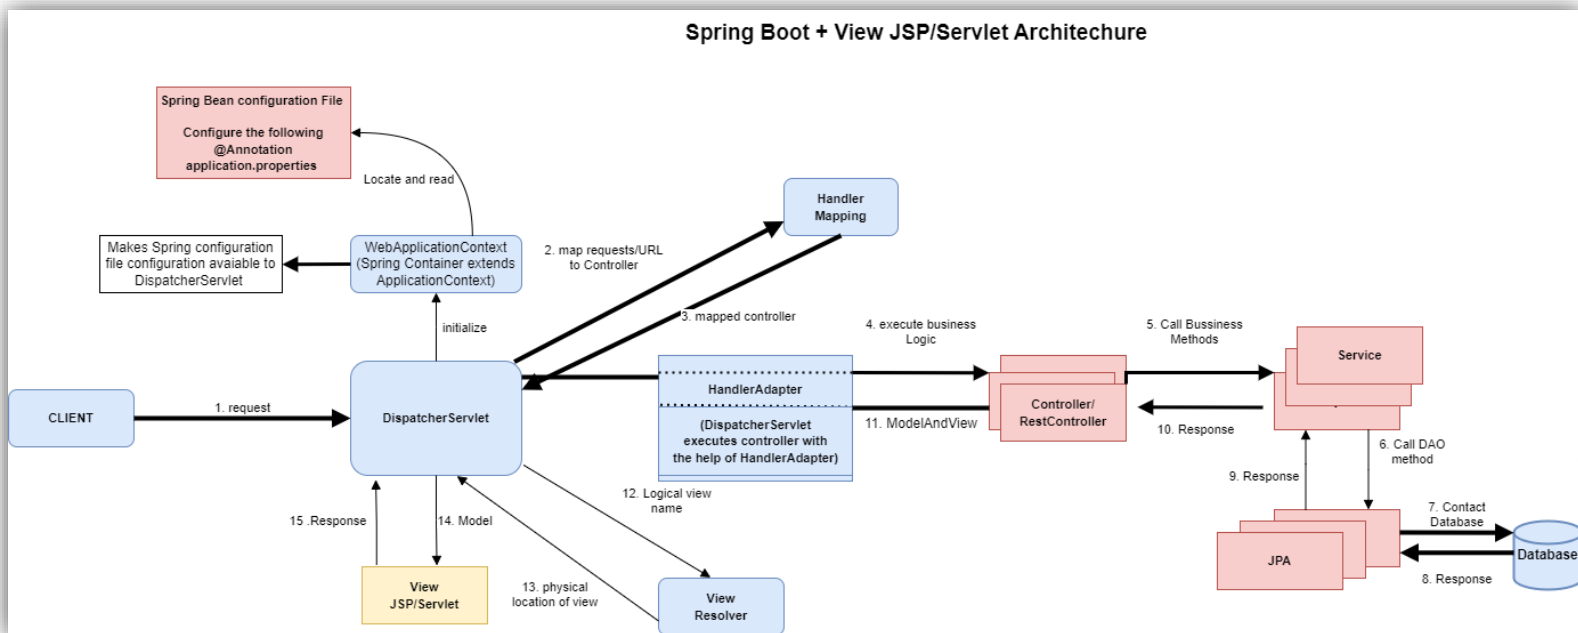 Spring Boot + View JSP/Servlet Architechure
Spring Bean configuration File
Configure the following
@Annotation
application.properties
Locate and read
Makes Spring configuration
file configuration avaiable to
DispatcherServlet
WebApplicationContext
(Spring Container extends
ApplicationContext)
initialize
2. map requests/URL
to Controller
Handler
Mapping
3. mapped controller
CLIENT
1. request
DispatcherServlet
HandlerAdapter
(DispatcherServlet
executes controller with
the help of HandlerAdapter)
4. execute business
Logic
11. ModelAndView
Controller/
RestController
5. Call Bussiness
Methods
10. Response
Service
6. Call DAO
method
9. Response
JPA
7. Contact
Database
8. Response
Database
12. Logical view
name
13. physical
location of view
View
Resolver
15 .Response
14. Model
View
JSP/Servlet